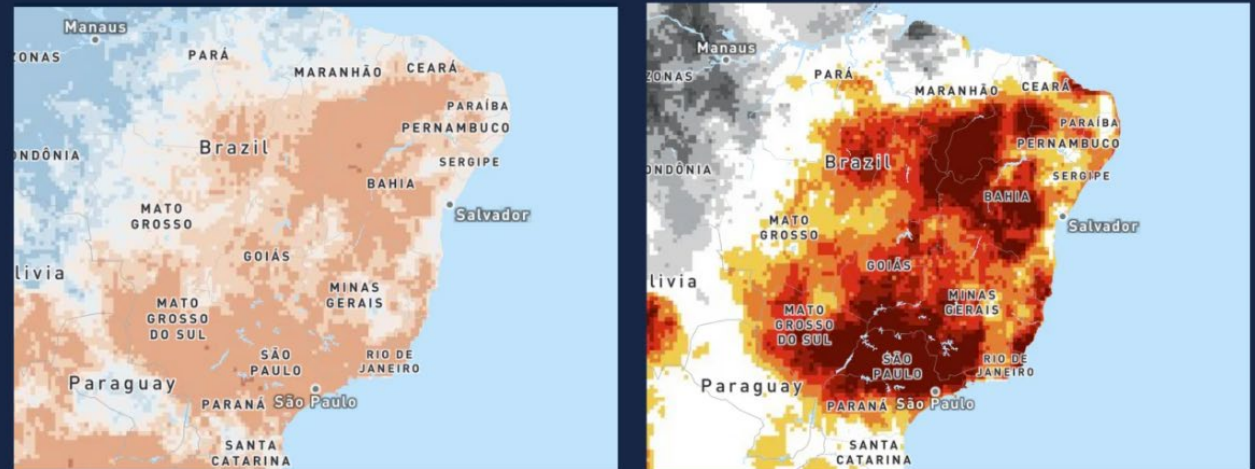 Manaus
ZONAS
PARÁ
MARANHÃO
CEARÁ
PARAÍBA
PERNAMBUCO
Brazil
ONDÔNIA
SERGIPE
BAHIA
MATO
GROSSO
Salvador
GOIÁS
livia
MINAS
GERAIS
MATO
GROSSO
DO SUL
SÃO
PAULO
RIO DE
JANEIRO
Paraguay
PARANÁ
São Paulo
SANTA
CATARINA
Manaus
ZONAS
PARÁ
MARANHÃO
CEARÁ
PARAÍBA
PERNAMBUCO
Brazil
ONDÔNIA
SERGIPE
BAHIA
MATO
GROSSO
Salvador
GOIÁS
livia
MINAS
GERAIS
MATO
GROSSO
DO SUL
SÃO
PAULO
RIO DE
JANEIRO
Paraguay
PARANÁ
São Paulo
SANTA
CATARINA